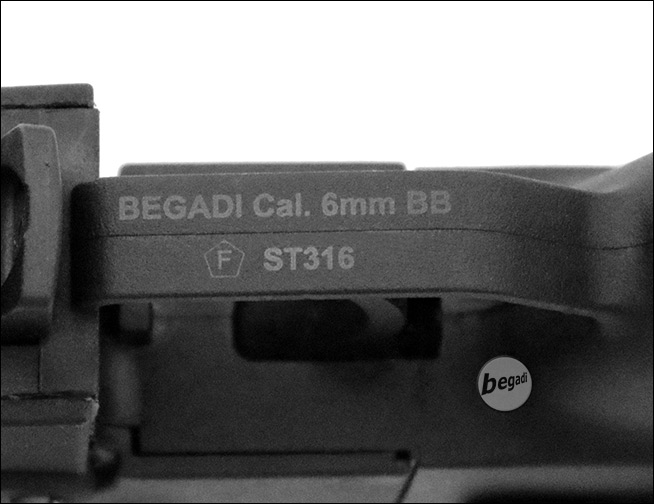 BEGADI Cal. 6mm BB
F ST316
begadi